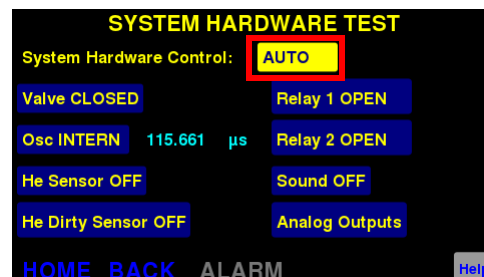 SYSTEM HARDWARE TEST
System Hardware Control: AUTO
Valve CLOSED Relay 1 OPEN
Osc INTERN 115.661 µs Relay 2 OPEN
He Sensor OFF Sound OFF
He Dirty Sensor OFF Analog Outputs
HOME BACK ALARM Help